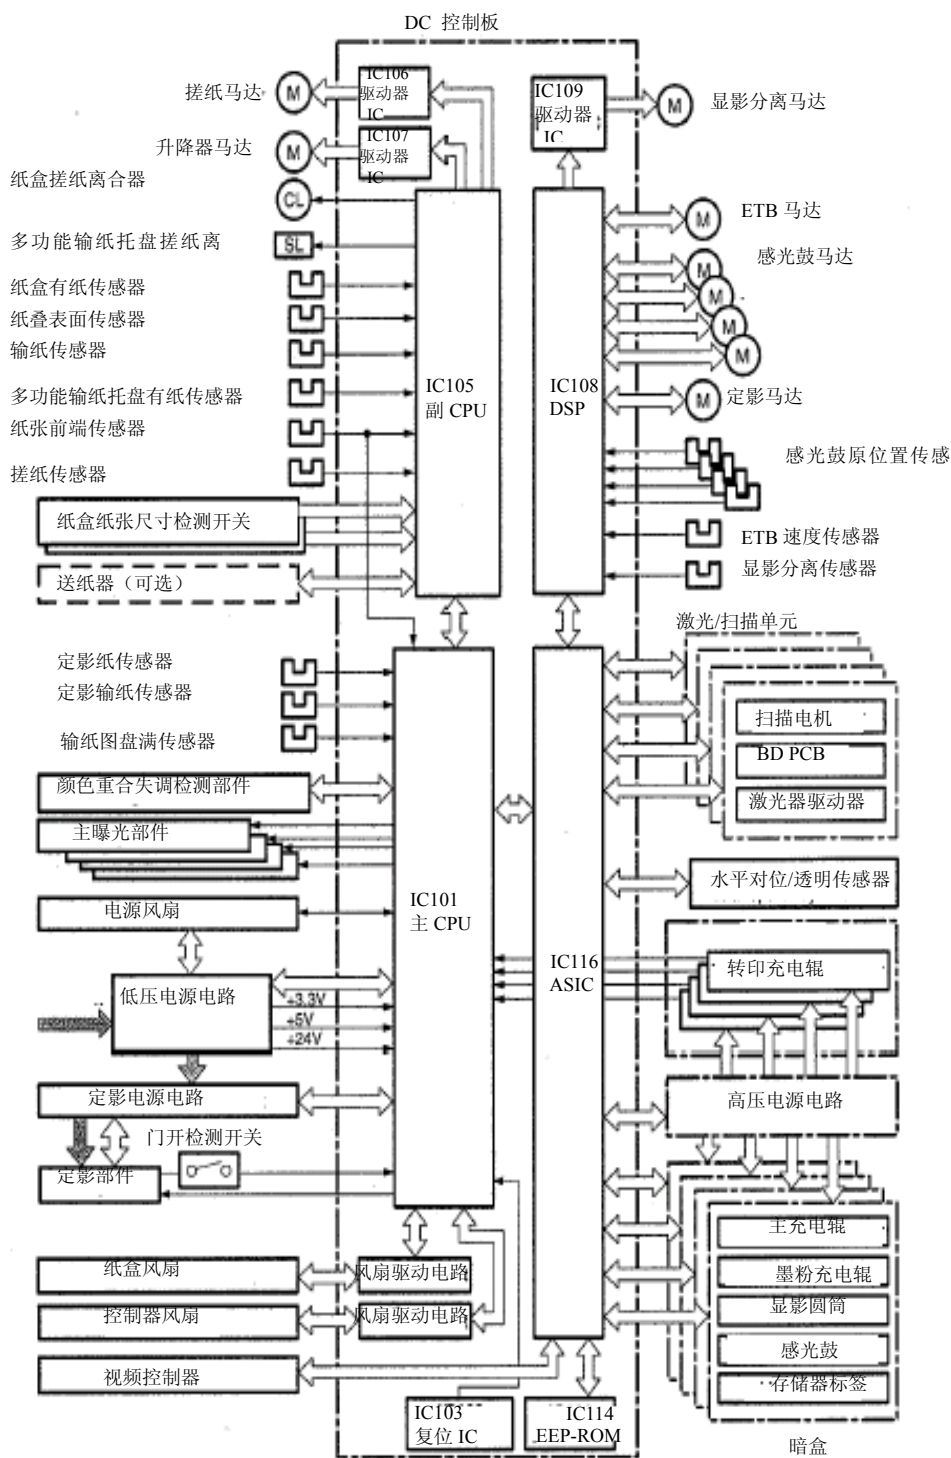 DC 控制板
搓纸马达
M
IC106
驱动器
IC
IC109
驱动器
IC
M
显影分离马达
升降器马达
M
IC107
驱动器
IC
纸盒搓纸离合器
CL
多功能输纸托盘搓纸离
SL
纸盒有纸传感器
纸叠表面传感器
输纸传感器
多功能输纸托盘有纸传感器
纸张前端传感器
搓纸传感器
纸盒纸张尺寸检测开关
送纸器（可选）
IC105
副 CPU
IC108
DSP
M
ETB 马达
感光鼓马达
M
M
M
M
M
定影马达
感光鼓原位置传感
ETB 速度传感器
显影分离传感器
定影纸传感器
定影输纸传感器
输纸图盘满传感器
颜色重合失调检测部件
主曝光部件
电源风扇
低压电源电路
+3.3V
+5V
+24V
定影电源电路
门开检测开关
定影部件
IC101
主 CPU
IC116
ASIC
激光/扫描单元
扫描电机
BD PCB
激光器驱动器
水平对位/透明传感器
转印充电辊
高压电源电路
主充电辊
墨粉充电辊
显影圆筒
感光鼓
存储器标签
暗盒
纸盒风扇
风扇驱动电路
控制器风扇
风扇驱动电路
视频控制器
IC103
复位 IC
IC114
EEP-ROM